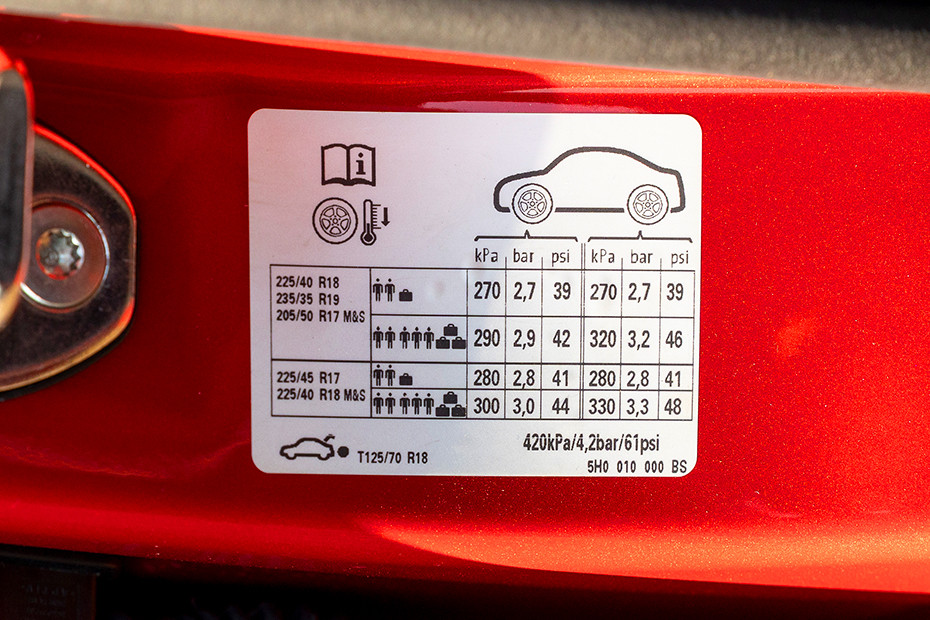 i
kPa bar psi kPa bar psi
225/40 R18
235/35 R19
205/50 R17 M&S
270 2,7 39 270 2,7 39
290 2,9 42 320 3,2 46
225/45 R17
225/40 R18 M&S
280 2,8 41 280 2,8 41
300 3,0 44 330 3,3 48
T125/70 R18
420kPa/4,2bar/61psi
5H0 010 000 BS